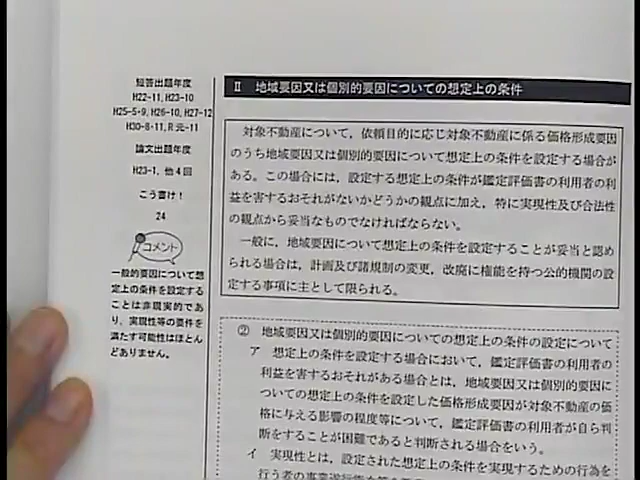 短答出題年度
H22-11, H23-10
H25-5・9, H26-10, H27-12
H30-8・11, R元-11
論文出題年度
H23-1, 他4回
こう書け!
24
コメント
一般的要因について想
定上の条件を設定する
ことは非現実的であ
り、実現性等の要件を
満たす可能性はほとん
どありません。
Ⅱ 地域要因又は個別的要因についての想定上の条件
対象不動産について、依頼目的に応じ対象不動産に係る価格形成要因
のうち地域要因又は個別的要因について想定上の条件を設定する場合が
ある。この場合には、設定する想定上の条件が鑑定評価書の利用者の利
益を害するおそれがないかどうかの観点に加え、特に実現性及び合法性
の観点から妥当なものでなければならない。
一般に、地域要因について想定上の条件を設定することが妥当と認め
られる場合は、計画及び諸規制の変更、改廃に権能を持つ公的機関の設
定する事項に主として限られる。
② 地域要因又は個別的要因についての想定上の条件の設定について
ア 想定上の条件を設定する場合において、鑑定評価書の利用者の
利益を害するおそれがある場合とは、地域要因又は個別的要因に
ついての想定上の条件を設定した価格形成要因が対象不動産の価
格に与える影響の程度等について、鑑定評価書の利用者が自ら判
断をすることが困難であると判断される場合をいう。
イ 実現性とは、設定された想定上の条件を実現するための行為を
行う者の事業遂行能力